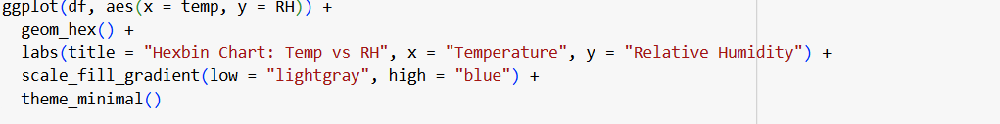 ggplot(df, aes(x = temp, y = RH)) +
  geom_hex() +
  labs(title = "Hexbin Chart: Temp vs RH", x = "Temperature", y = "Relative Humidity") +
  scale_fill_gradient(low = "lightgray", high = "blue") +
  theme_minimal()